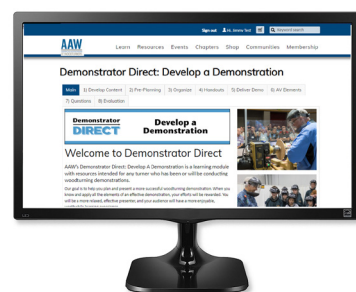 Sign out Hi, Jimmy Test Keyword search
AAW
Learn Resources Events Chapters Shop Communities Membership
Demonstrator Direct: Develop a Demonstration
Main 1) Develop Content 2) Pre-Planning 3) Organize 4) Handouts 5) Deliver Demo 6) AV Elements
7) Questions 8) Evaluation
Demonstrator
DIRECT
Develop a
Demonstration
Welcome to Demonstrator Direct
AAW's Demonstrator Direct: Develop A Demonstration is a learning module
with resources intended for any turner who has been or will be conducting
woodturning demonstrations.
Our goal is to help you plan and present a more successful woodturning demonstration. When you
know and apply all the elements of an effective demonstration, your efforts will be rewarded. You
will be a more relaxed, effective presenter, and your audience will have a more enjoyable,